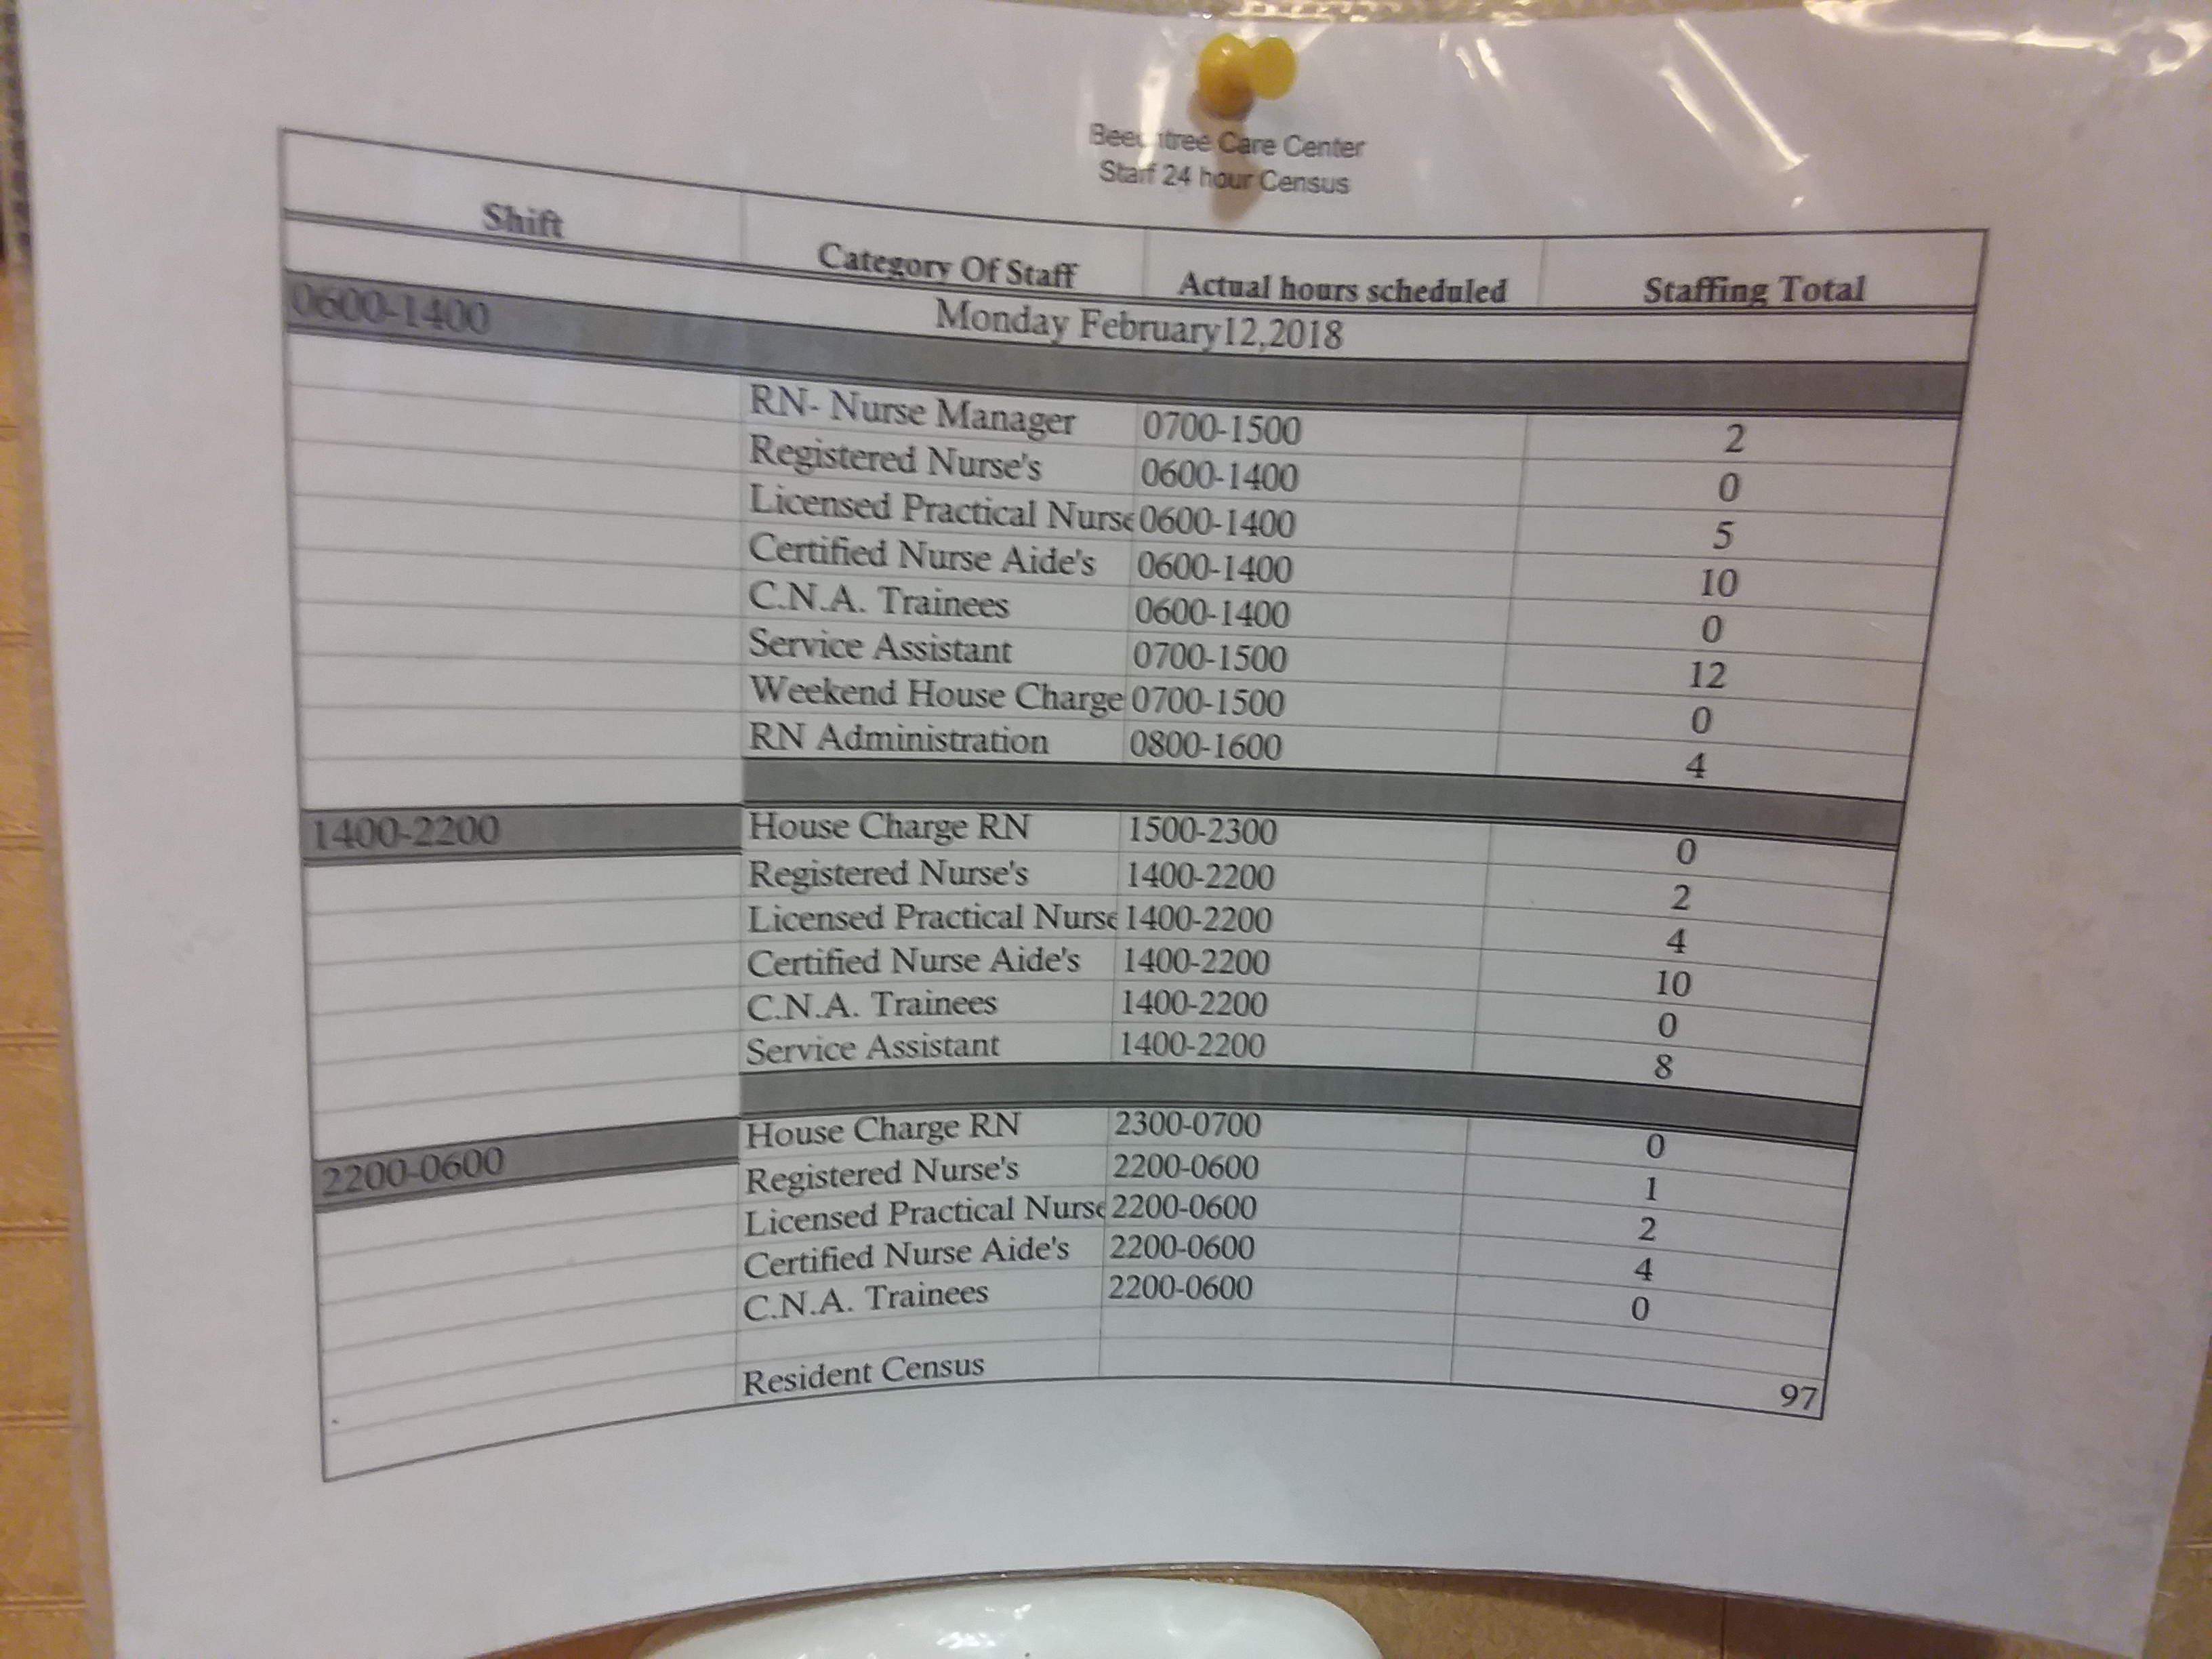 Care Center
Staff 24 hour Census
Shift Category Of Staff Actual hours scheduled Staffing Total
Monday February12,2018
0600-1400
RN- Nurse Manager 0700-1500 2
Registered Nurse's 0600-1400 0
Licensed Practical Nurse 0600-1400 5
Certified Nurse Aide's 0600-1400 10
C.N.A. Trainees 0600-1400 0
Service Assistant 0700-1500 12
Weekend House Charge 0700-1500 0
RN Administration 0800-1600 4
1400-2200
House Charge RN 1500-2300 0
Registered Nurse's 1400-2200 2
Licensed Practical Nurse 1400-2200 4
Certified Nurse Aide's 1400-2200 10
C.N.A. Trainees 1400-2200 0
Service Assistant 1400-2200 8
2200-0600
House Charge RN 2300-0700 0
Registered Nurse's 2200-0600 1
Licensed Practical Nurse 2200-0600 2
Certified Nurse Aide's 2200-0600 4
C.N.A. Trainees 2200-0600 0
Resident Census 97